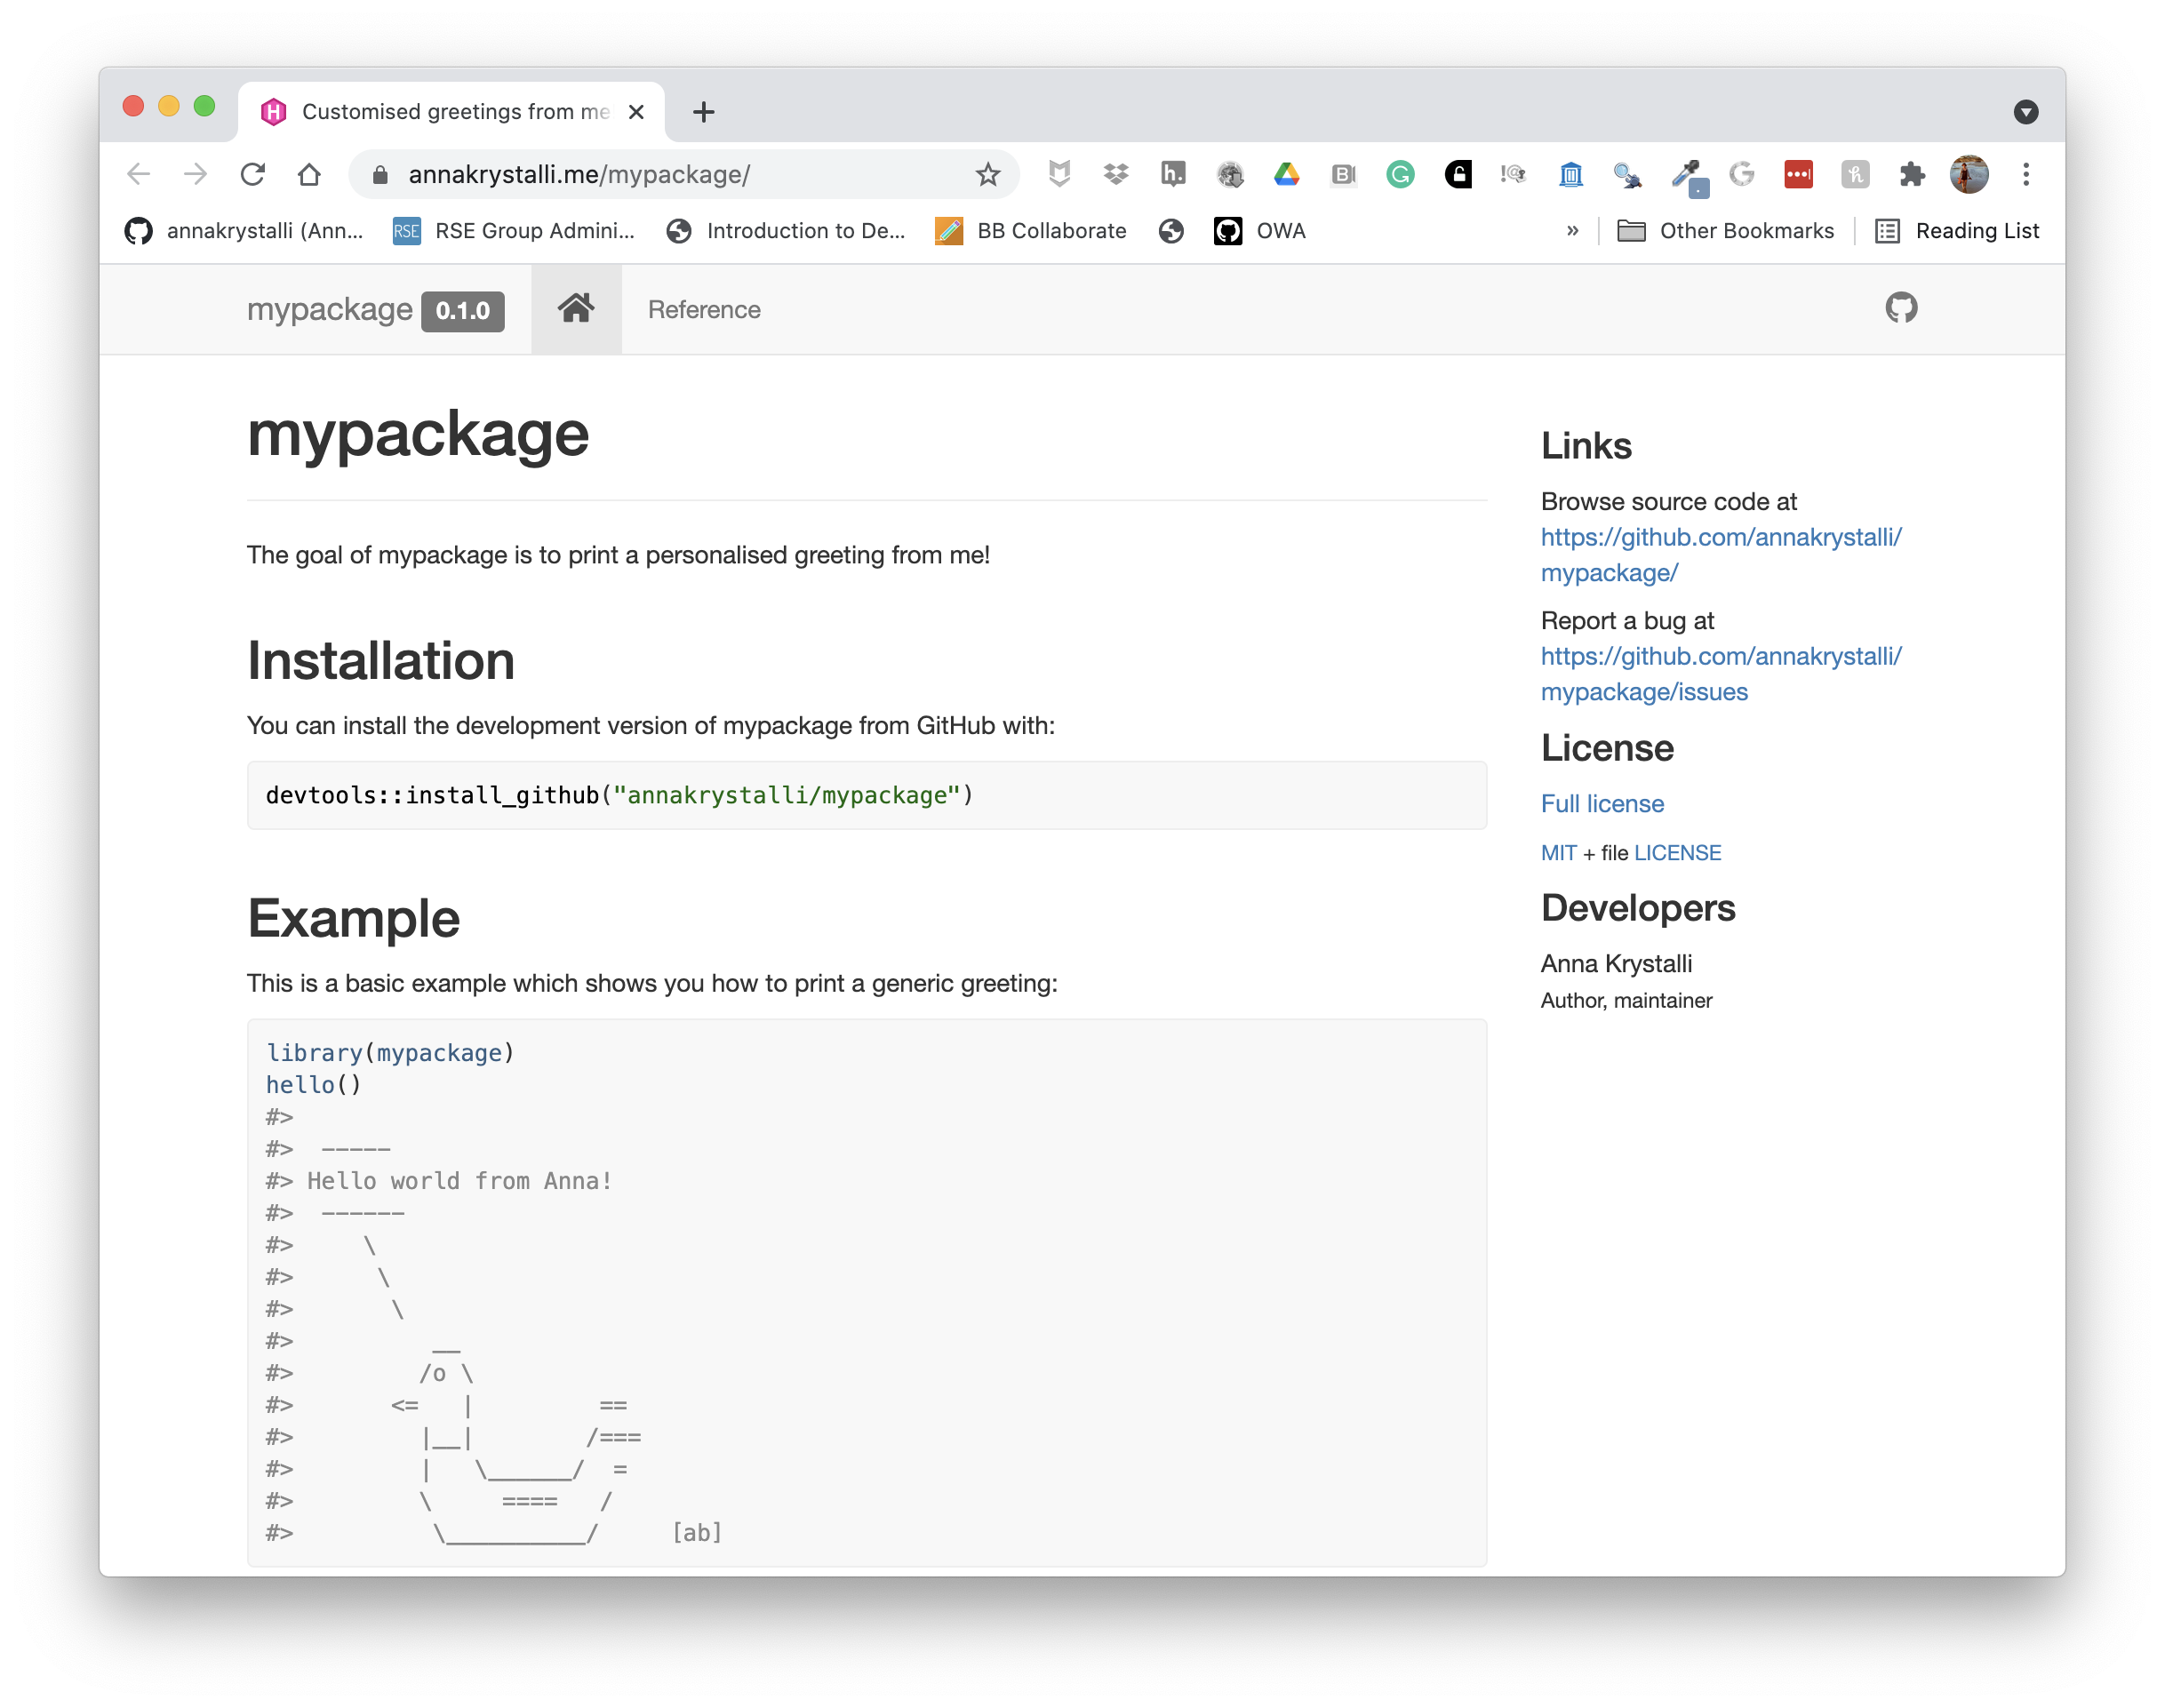 Customised greetings from me
annakrystalli.me/mypackage/
annakrystalli (Ann... RSE RSE Group Admini... Introduction to De... BB Collaborate OWA » Other Bookmarks Reading List
mypackage 0.1.0 Reference
mypackage
The goal of mypackage is to print a personalised greeting from me!
Installation
You can install the development version of mypackage from GitHub with:
devtools::install_github("annakrystalli/mypackage")
Example
This is a basic example which shows you how to print a generic greeting:
library(mypackage)
hello()
#>
#>  -----
#> Hello world from Anna!
#>  ------
#>     \
#>      \
#>       \
#>          __
#>         /o \
#>       <=   |         ==
#>         |__|        /===
#>         |   \______/  =
#>         \     ====   /
#>          \__________/     [ab]
Links
Browse source code at
https://github.com/annakrystalli/
mypackage/
Report a bug at
https://github.com/annakrystalli/
mypackage/issues
License
Full license
MIT + file LICENSE
Developers
Anna Krystalli
Author, maintainer